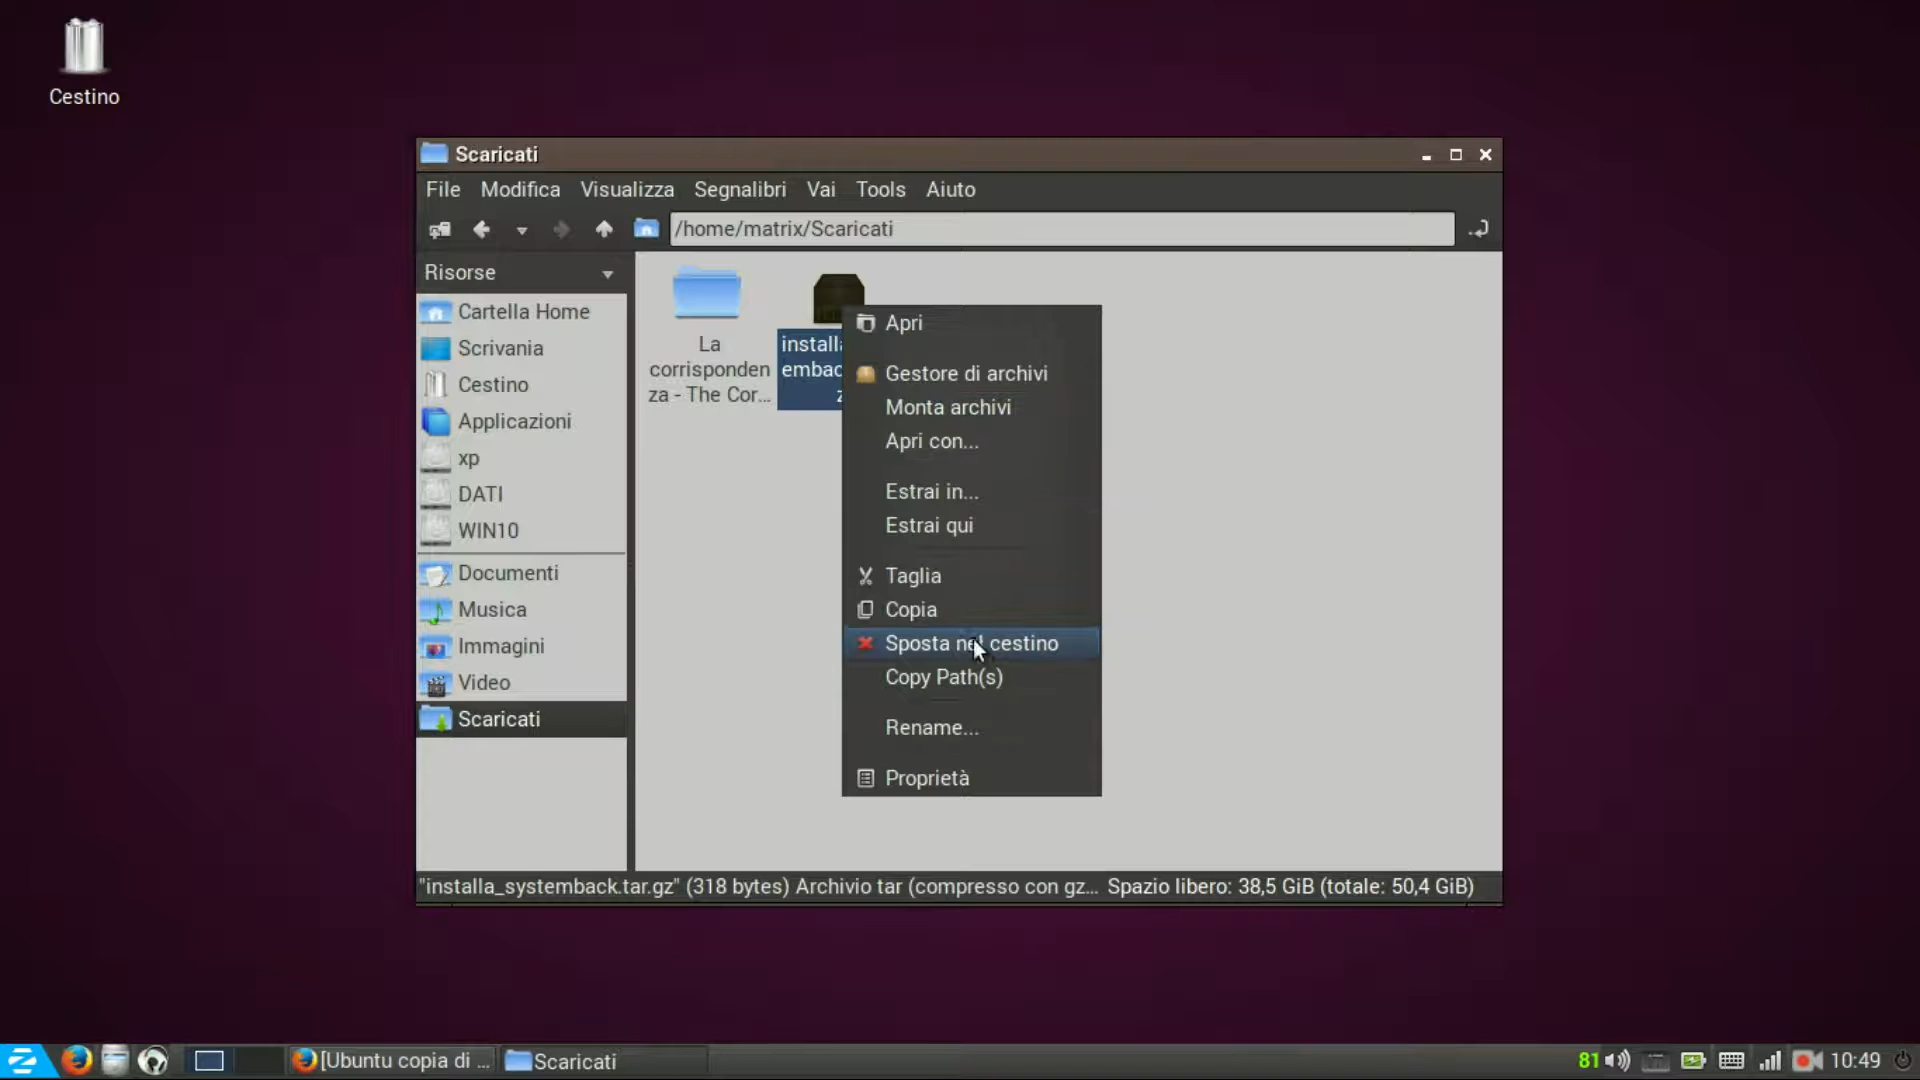 Cestino
Scaricati
File Modifica Visualizza Segnalibri Vai Tools Aiuto
/home/matrix/Scaricati
Risorse
Cartella Home
Scrivania
Cestino
Applicazioni
xp
DATI
WIN10
Documenti
Musica
Immagini
Video
Scaricati
La
corrisponden
za - The Cor...
install
embac
z
Apri
Gestore di archivi
Monta archivi
Apri con...
Estrai in...
Estrai qui
Taglia
Copia
Sposta nel cestino
Copy Path(s)
Rename...
Proprietà
"installa_systemback.tar.gz" (318 bytes) Archivio tar (compresso con gz... Spazio libero: 38,5 GiB (totale: 50,4 GiB)
[Ubuntu copia di ... Scaricati 81 10:49